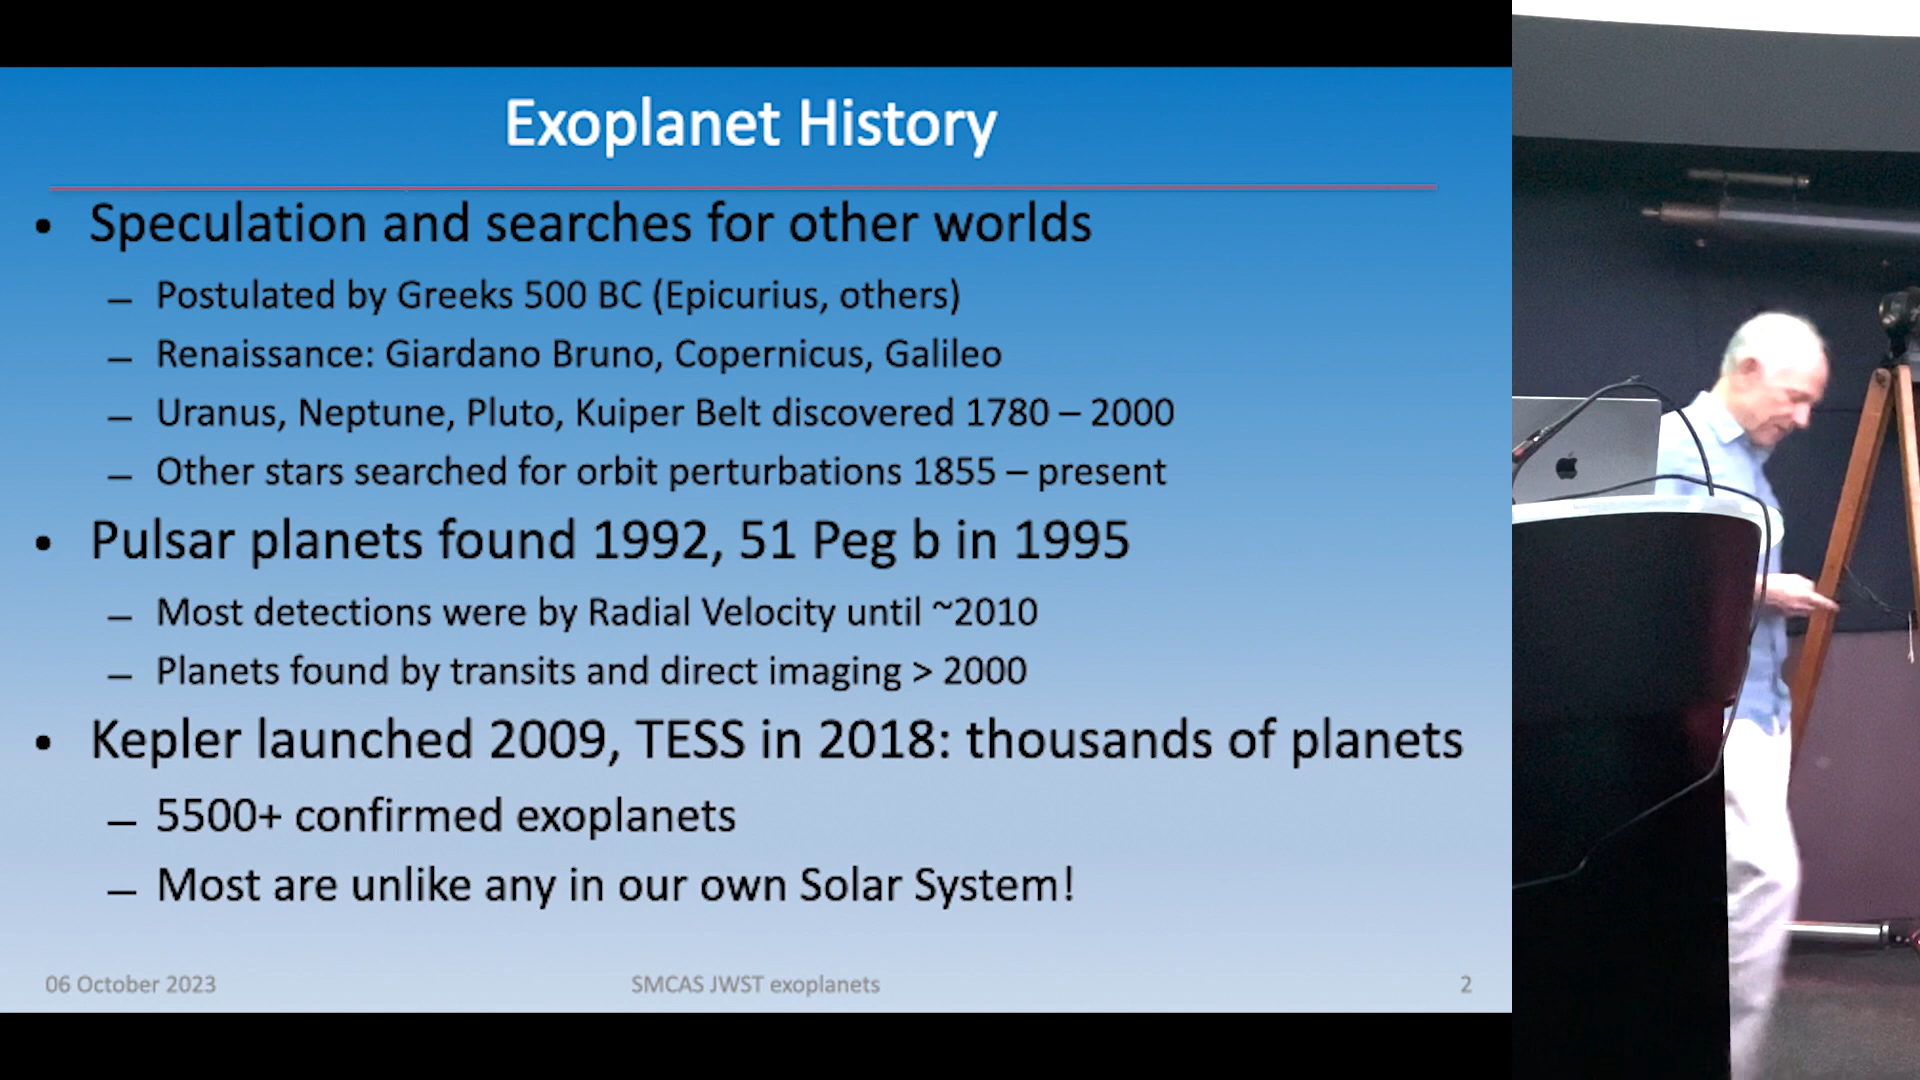 Exoplanet History
• Speculation and searches for other worlds
– Postulated by Greeks 500 BC (Epicurius, others)
– Renaissance: Giardano Bruno, Copernicus, Galileo
– Uranus, Neptune, Pluto, Kuiper Belt discovered 1780 – 2000
– Other stars searched for orbit perturbations 1855 – present
• Pulsar planets found 1992, 51 Peg b in 1995
– Most detections were by Radial Velocity until ~2010
– Planets found by transits and direct imaging > 2000
• Kepler launched 2009, TESS in 2018: thousands of planets
– 5500+ confirmed exoplanets
– Most are unlike any in our own Solar System!
06 October 2023
SMCAS JWST exoplanets
2